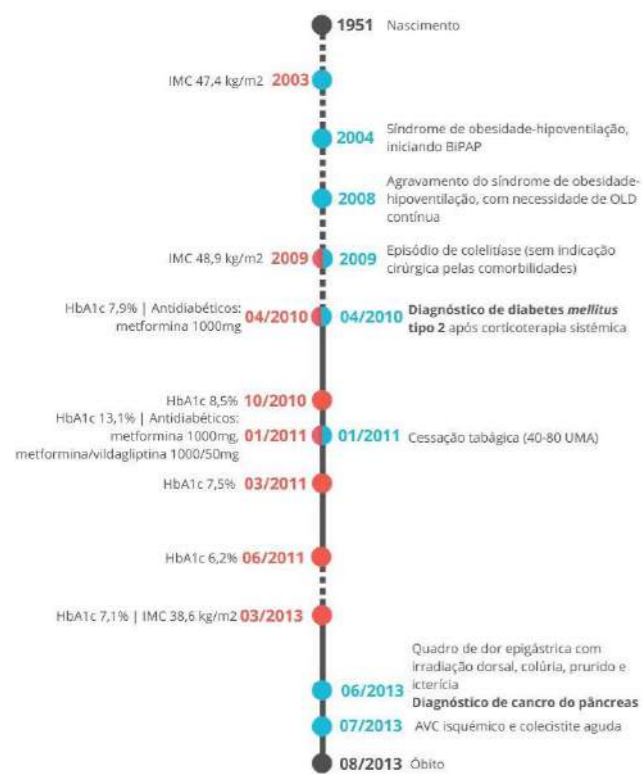 1951 Nascimento
IMC 47,4 kg/m2 2003
2004 Síndrome de obesidade-hipoventilação,
iniciando BiPAP
2008 Agravamento do síndrome de obesidade-
hipoventilação, com necessidade de OLD
contínua
IMC 48,9 kg/m2 2009
2009 Episódio de colelitíase (sem indicação
cirúrgica pelas comorbilidades)
HbA1c 7,9% | Antidiabéticos:
metformina 1000mg
04/2010
04/2010 Diagnóstico de diabetes mellitus
tipo 2 após corticoterapia sistémica
HbA1c 8,5% 10/2010
HbA1c 13,1% | Antidiabéticos:
metformina 1000mg,
metformina/vildagliptina 1000/50mg
01/2011
01/2011 Cessação tabágica (40-80 UMA)
HbA1c 7,5% 03/2011
HbA1c 6,2% 06/2011
HbA1c 7,1% | IMC 38,6 kg/m2 03/2013
06/2013 Quadro de dor epigástrica com
irradiação dorsal, colúria, prurido e
icterícia
Diagnóstico de cancro do pâncreas
07/2013 AVC isquémico e colecistite aguda
08/2013 Óbito